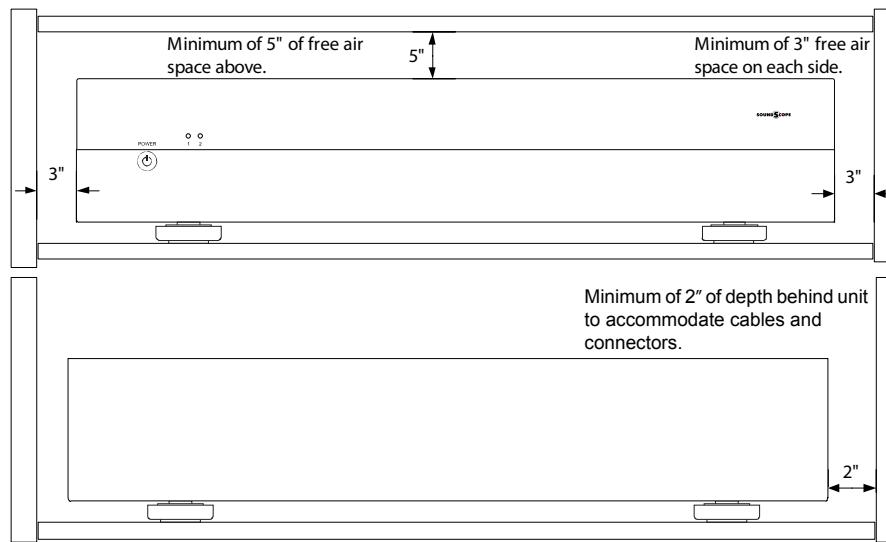 Minimum of 5" of free air
space above.
5"
Minimum of 3" free air
space on each side.
SOUNDSCOPE
POWER
1 2
3"
3"
Minimum of 2″ of depth behind unit
to accommodate cables and
connectors.
2"